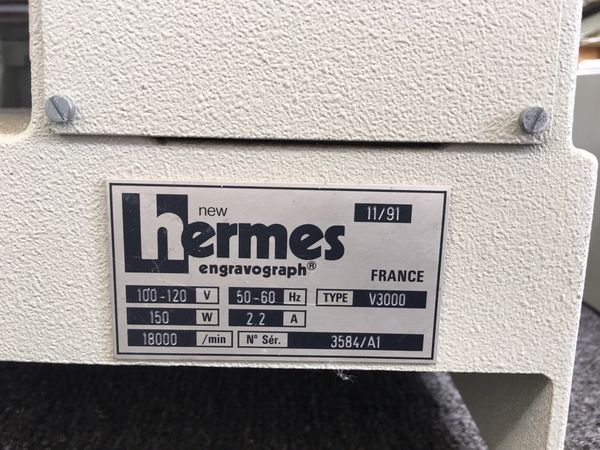 new
11/91
hermes
engravograph®
FRANCE
100-120 V 50-60 Hz TYPE V3000
150 W 2.2 A
18000 /min N° Sér. 3584/A1